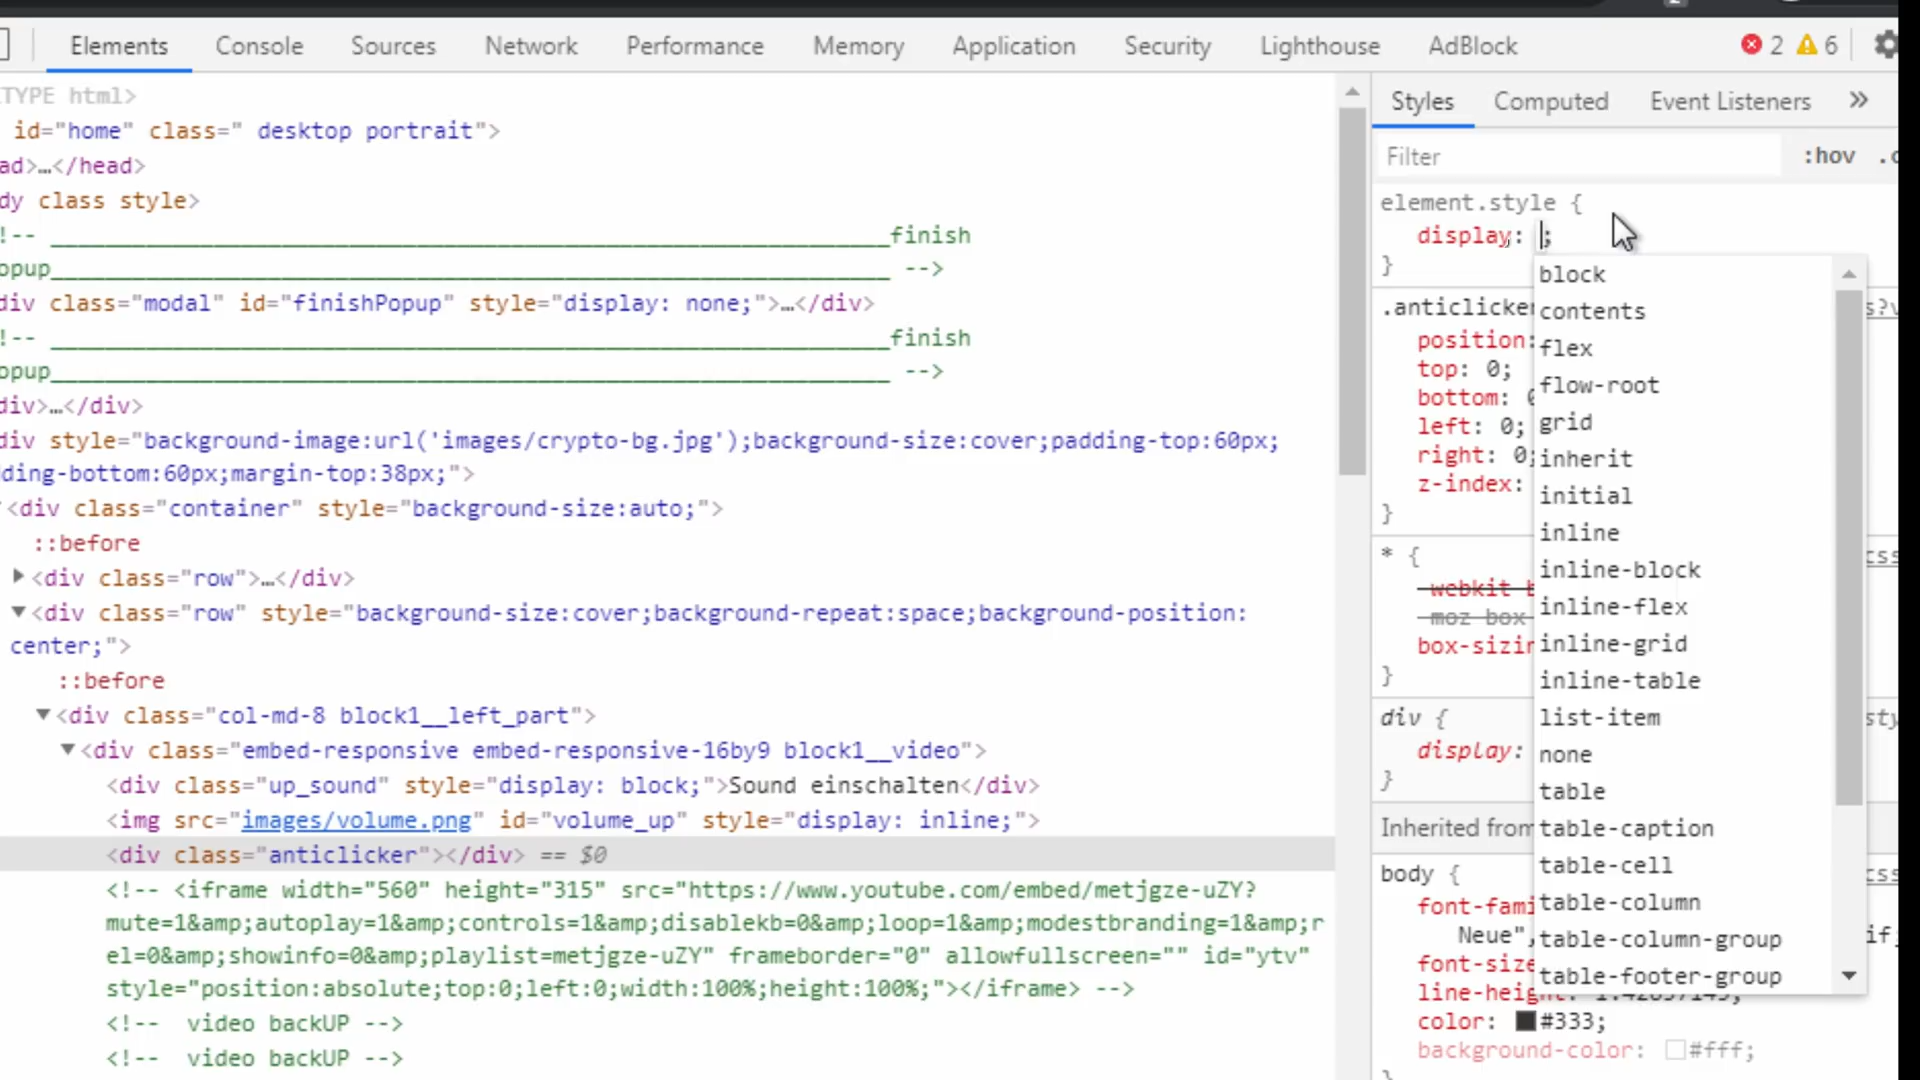 Elements Console Sources Network Performance Memory Application Security Lighthouse AdBlock 2 6
TYPE html>
id="home" class=" desktop portrait">
ad>…</head>
dy class style>
!-- ______________________________________________________________finish
opup______________________________________________________________ -->
div class="modal" id="finishPopup" style="display: none;">…</div>
!-- ______________________________________________________________finish
opup______________________________________________________________ -->
div>…</div>
div style="background-image:url('images/crypto-bg.jpg');background-size:cover;padding-top:60px;
ding-bottom:60px;margin-top:38px;">
<div class="container" style="background-size:auto;">
::before
<div class="row">…</div>
<div class="row" style="background-size:cover;background-repeat:space;background-position:
center;">
::before
<div class="col-md-8 block1__left_part">
<div class="embed-responsive embed-responsive-16by9 block1__video">
<div class="up_sound" style="display: block;">Sound einschalten</div>
<img src="images/volume.png" id="volume_up" style="display: inline;">
<div class="anticlicker"></div> == $0
<!-- <iframe width="560" height="315" src="https://www.youtube.com/embed/metjgze-uZY?
mute=1&amp;autoplay=1&amp;controls=1&amp;disablekb=0&amp;loop=1&amp;modestbranding=1&amp;r
el=0&amp;showinfo=0&amp;playlist=metjgze-uZY" frameborder="0" allowfullscreen="" id="ytv"
style="position:absolute;top:0;left:0;width:100%;height:100%;"></iframe> -->
<!--  video backUP -->
<!--  video backUP -->
Styles Computed Event Listeners »
Filter :hov
element.style {
display: ;
}
.anticlicker
position:
top: 0;
bottom:
left: 0;
right: 0;
z-index:
}
* {
box-sizin
}
div {
display:
}
Inherited from
body {
font-fami
Neue",
font-size
line-height:
color: #333;
background-color: #fff;
block
contents
flex
flow-root
grid
inherit
initial
inline
inline-block
inline-flex
inline-grid
inline-table
list-item
none
table
table-caption
table-cell
table-column
table-column-group
table-footer-group